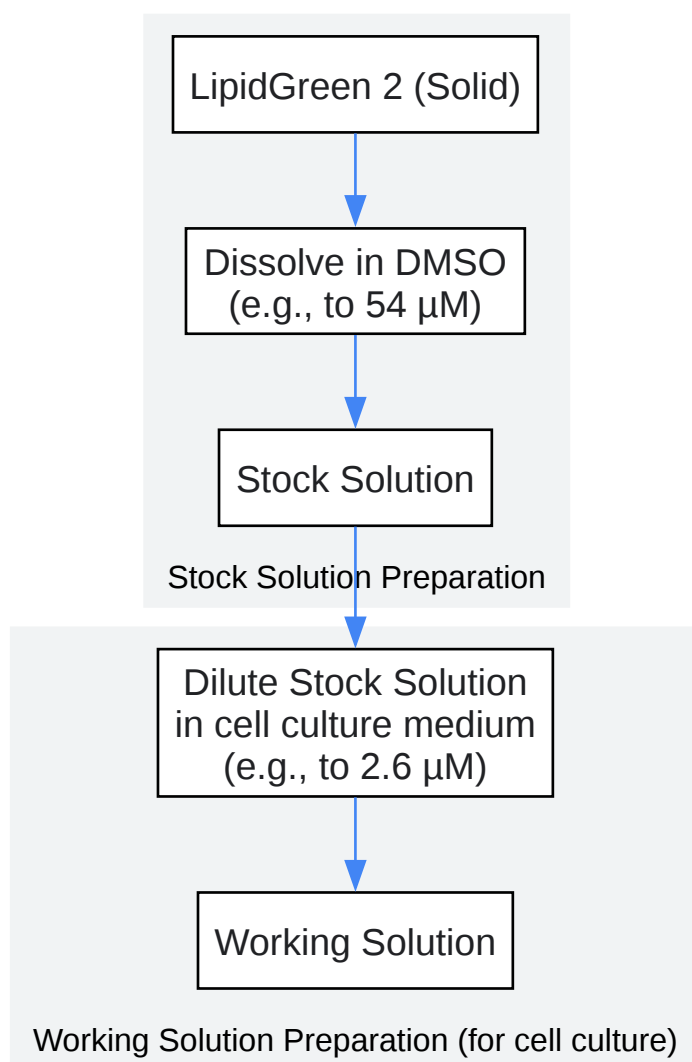 LipidGreen 2 (Solid)
Dissolve in DMSO
(e.g., to 54 µM)
Stock Solution
Stock Solution Preparation
Dilute Stock Solution
in cell culture medium
(e.g., to 2.6 µM)
Working Solution
Working Solution Preparation (for cell culture)